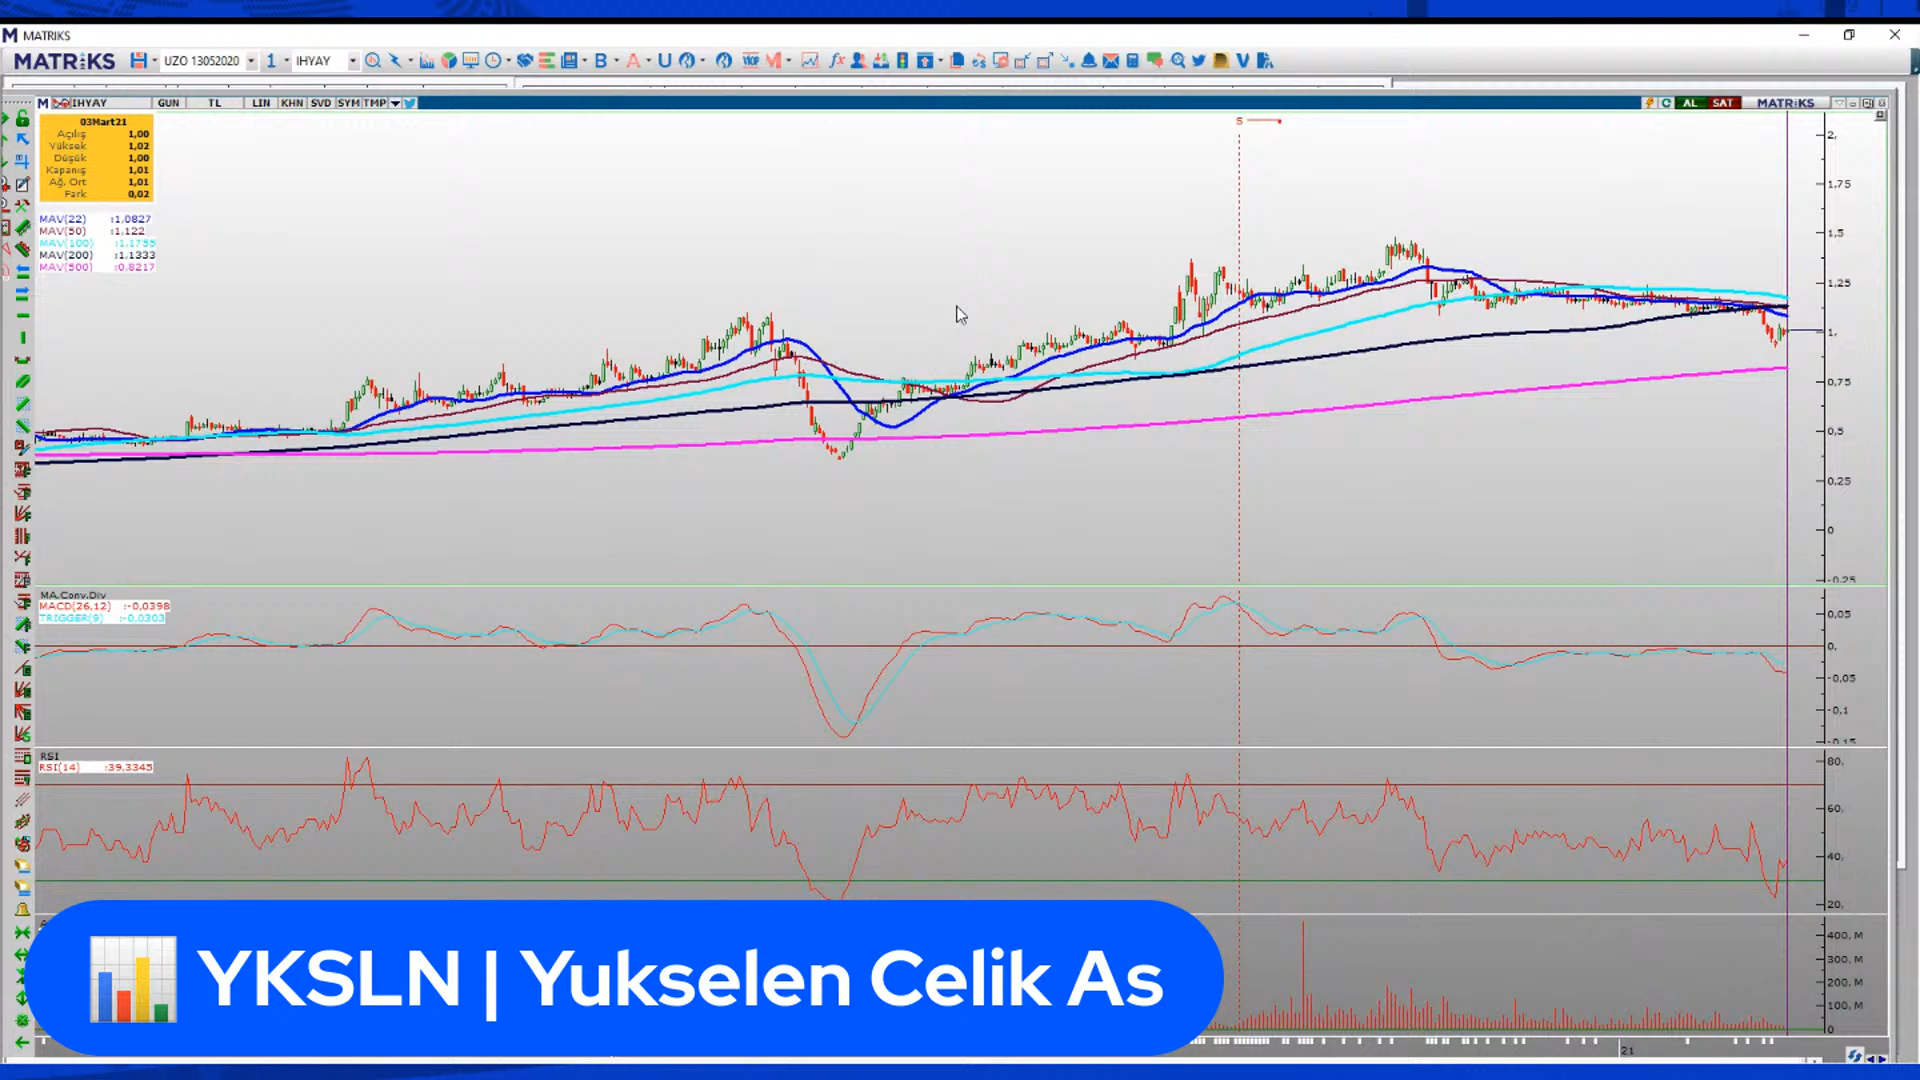 MATRIKS
MATRiKS
UZO 13052020
1
IHYAY
B
A
U
fx
V
IHYAY
GUN
TL
LIN
KHN
SVD
SYM
TMP
AL
SAT
MATRiKS
03Mart21
Açılış 1,00
Yüksek 1,02
Düşük 1,00
Kapanış 1,01
Ağ. Ort 1,01
Fark 0,02
MAV(22) :1,0827
MAV(50) :1,122
MAV(100) :1,1755
MAV(200) :1,1333
MAV(500) :0,8217
S
2,
1,75
1,5
1,25
1,
0,75
0,5
0,25
0
-0,25
MA.Conv.Div
MACD(26,12) :-0,0398
TRIGGER(9) :-0,0303
0,05
0,
-0,05
-0,1
-0,15
RSI
RSI(14) :39,3345
80,
60,
40,
20,
400, M
300, M
200, M
100, M
0
21
YKSLN | Yukselen Celik As